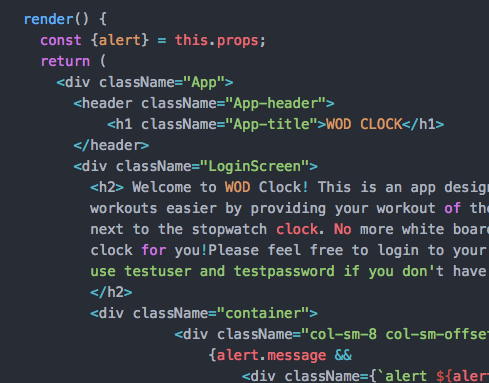 render() {
const {alert} = this.props;
return (
<div className="App">
<header className="App-header">
<h1 className="App-title">WOD CLOCK</h1>
</header>
<div className="LoginScreen">
<h2> Welcome to WOD Clock! This is an app desig
workouts easier by providing your workout of the
next to the stopwatch clock. No more white boar
clock for you!Please feel free to login to your
use testuser and testpassword if you don't have
</h2>
<div className="container">
<div className="col-sm-8 col-sm-offset
{alert.message &&
<div className={`alert ${aler